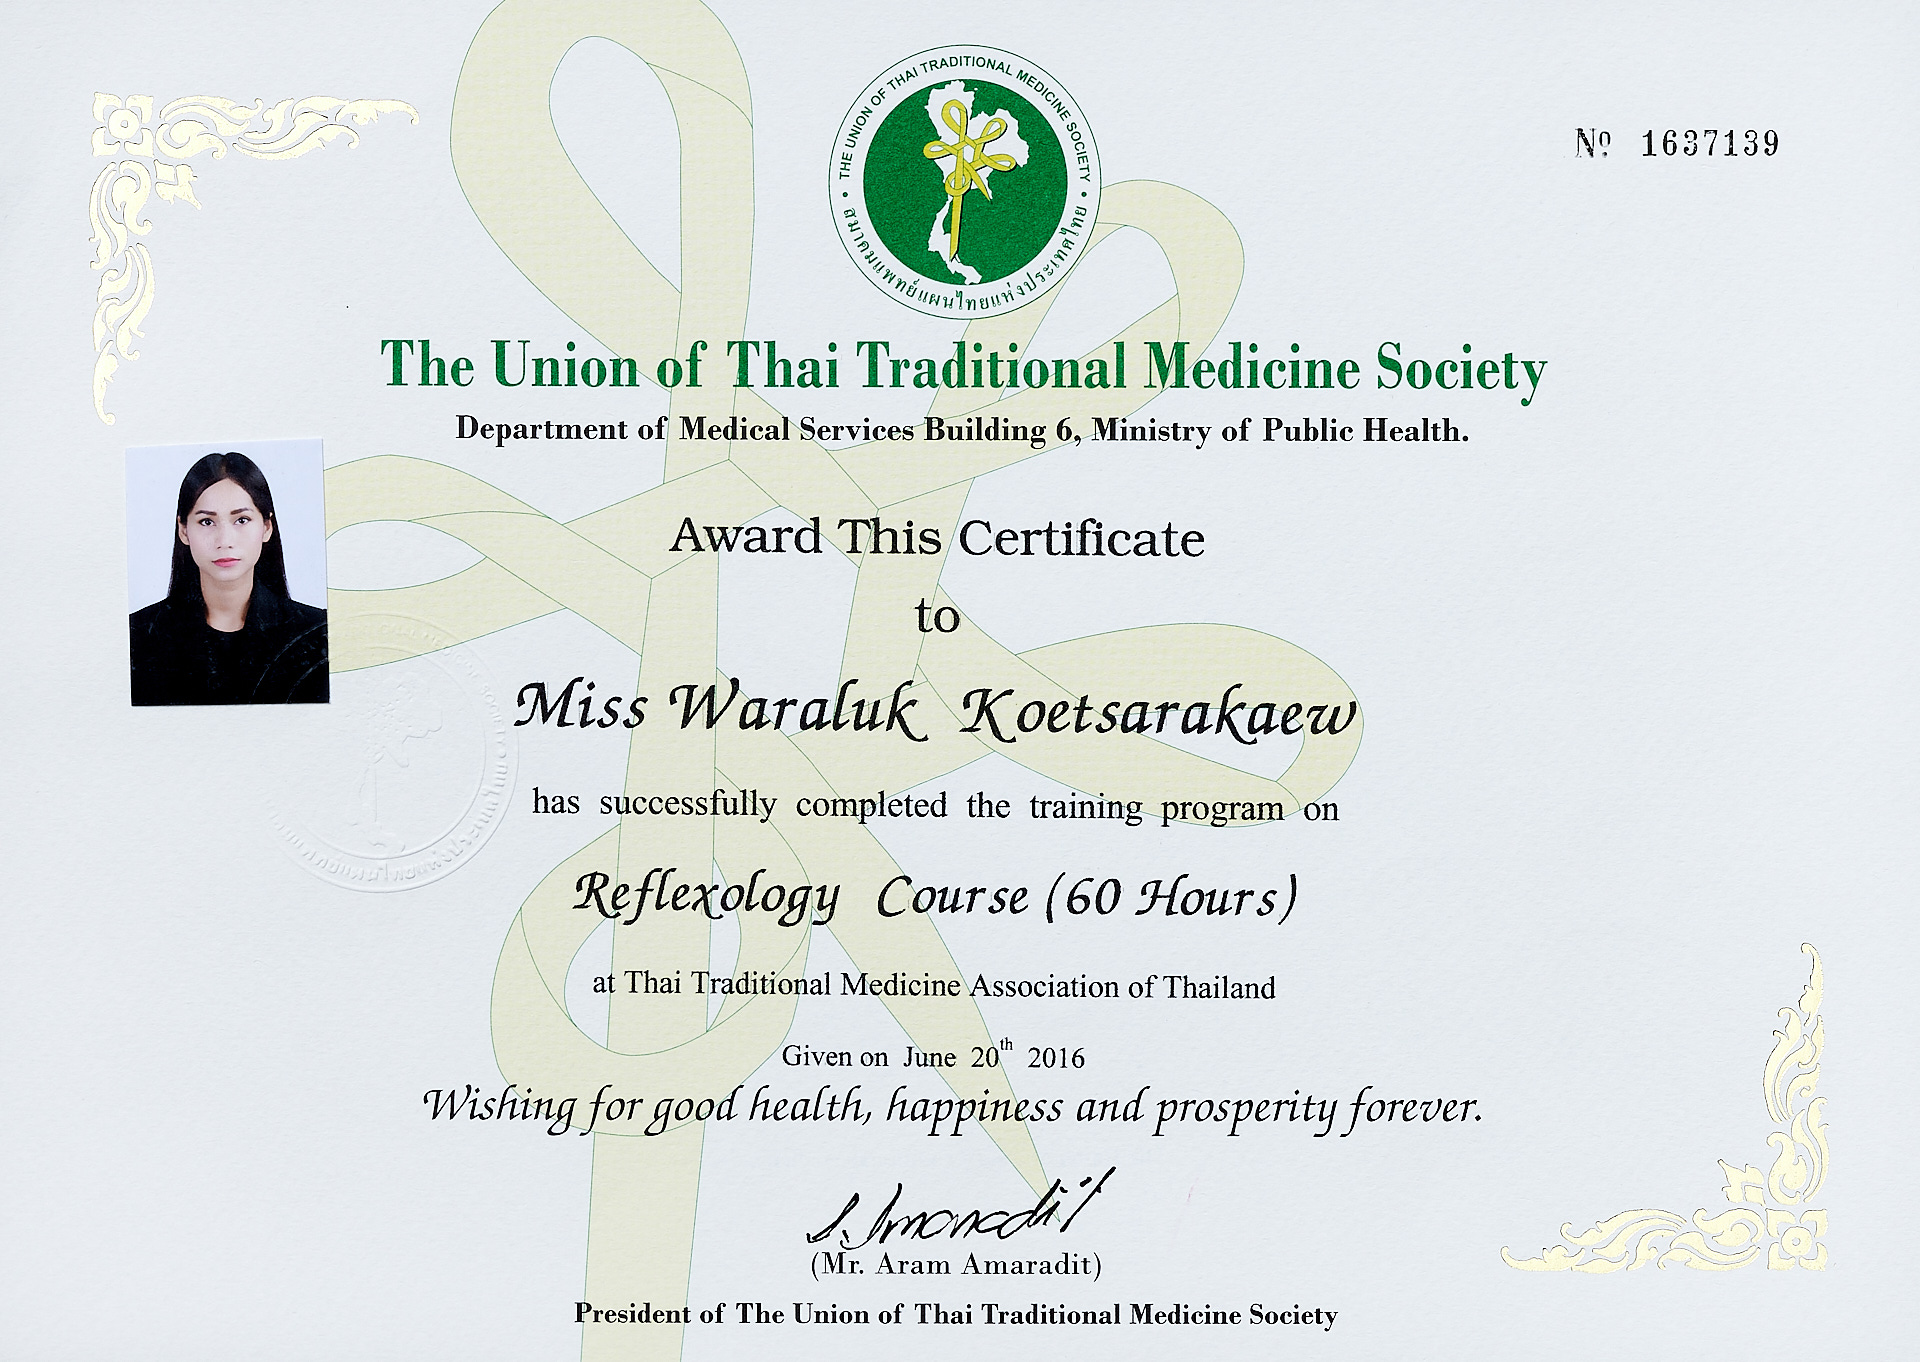 THE UNION OF THAI TRADITIONAL MEDICINE SOCIETY
สมาคมแพทย์แผนไทยแห่งประเทศไทย
Nº 1637139
The Union of Thai Traditional Medicine Society
Department of Medical Services Building 6, Ministry of Public Health.
Award This Certificate
to
Miss Waraluk Koetsarakaew
has successfully completed the training program on
Reflexology Course (60 Hours)
at Thai Traditional Medicine Association of Thailand
Given on June 20th 2016
Wishing for good health, happiness and prosperity forever.
(Mr. Aram Amaradit)
President of The Union of Thai Traditional Medicine Society